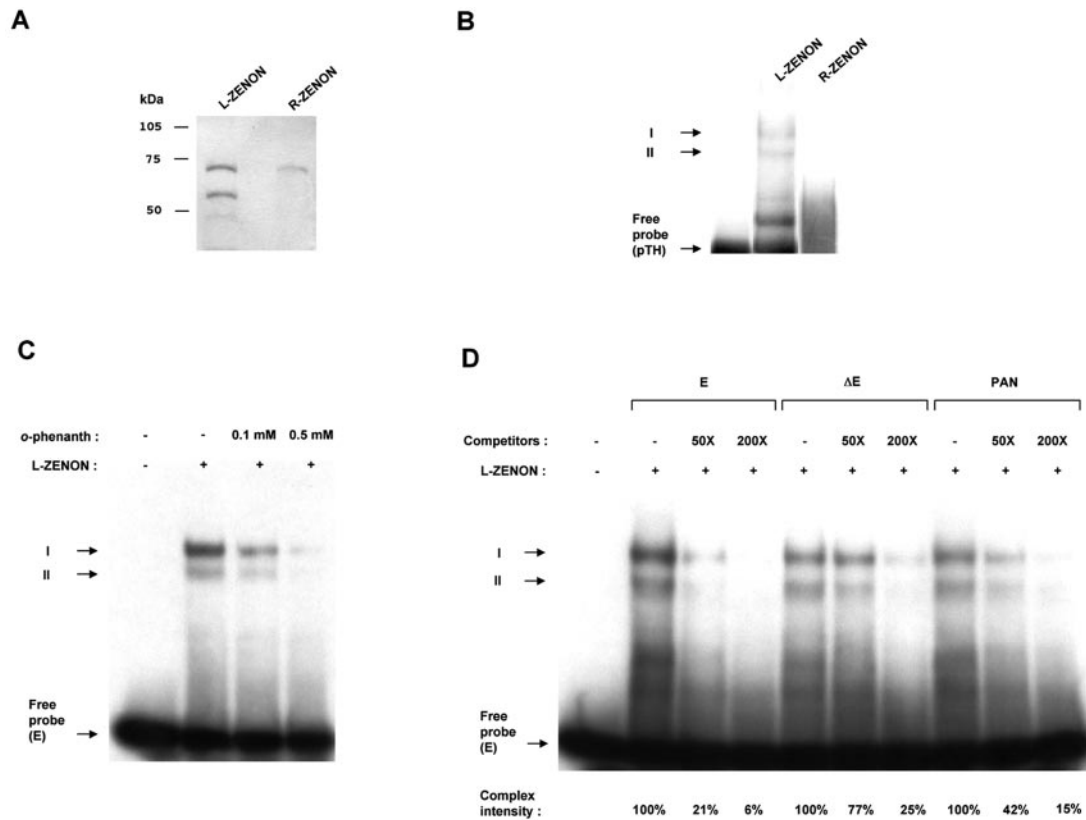 A
kDa
L-ZENON
R-ZENON
105
75
50
B
L-ZENON
R-ZENON
I
II
Free
probe
(pTH)
C
o-phenanth : - - 0.1 mM 0.5 mM
L-ZENON : - + + +
I
II
Free
probe
(E)
D
E ΔE PAN
Competitors : - - 50X 200X - 50X 200X - 50X 200X
L-ZENON : - + + + + + + + + +
I
II
Free
probe
(E)
Complex
intensity : 100% 21% 6% 100% 77% 25% 100% 42% 15%